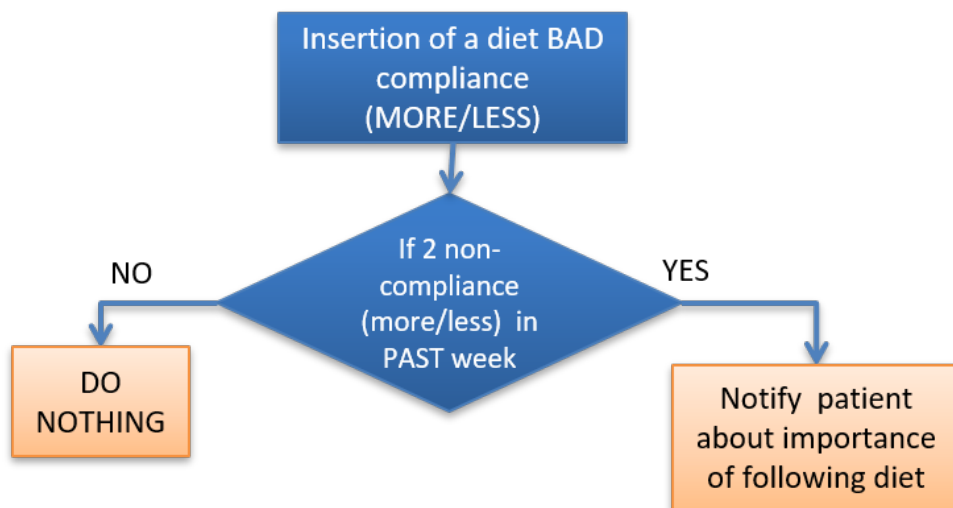 Insertion of a diet BAD
compliance
(MORE/LESS)
If 2 non-
compliance
(more/less) in
PAST week
NO
YES
DO
NOTHING
Notify patient
about importance
of following diet